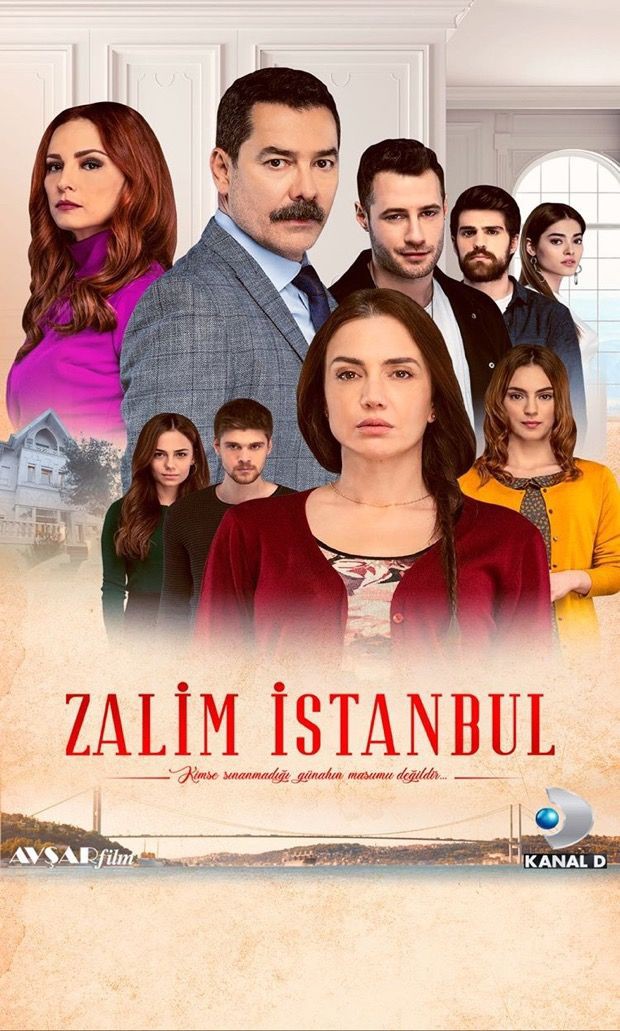 ZALİM İSTANBUL
Kimse sınanmadığı günahın masumu değildir...
AVŞARfilm
KANAL D